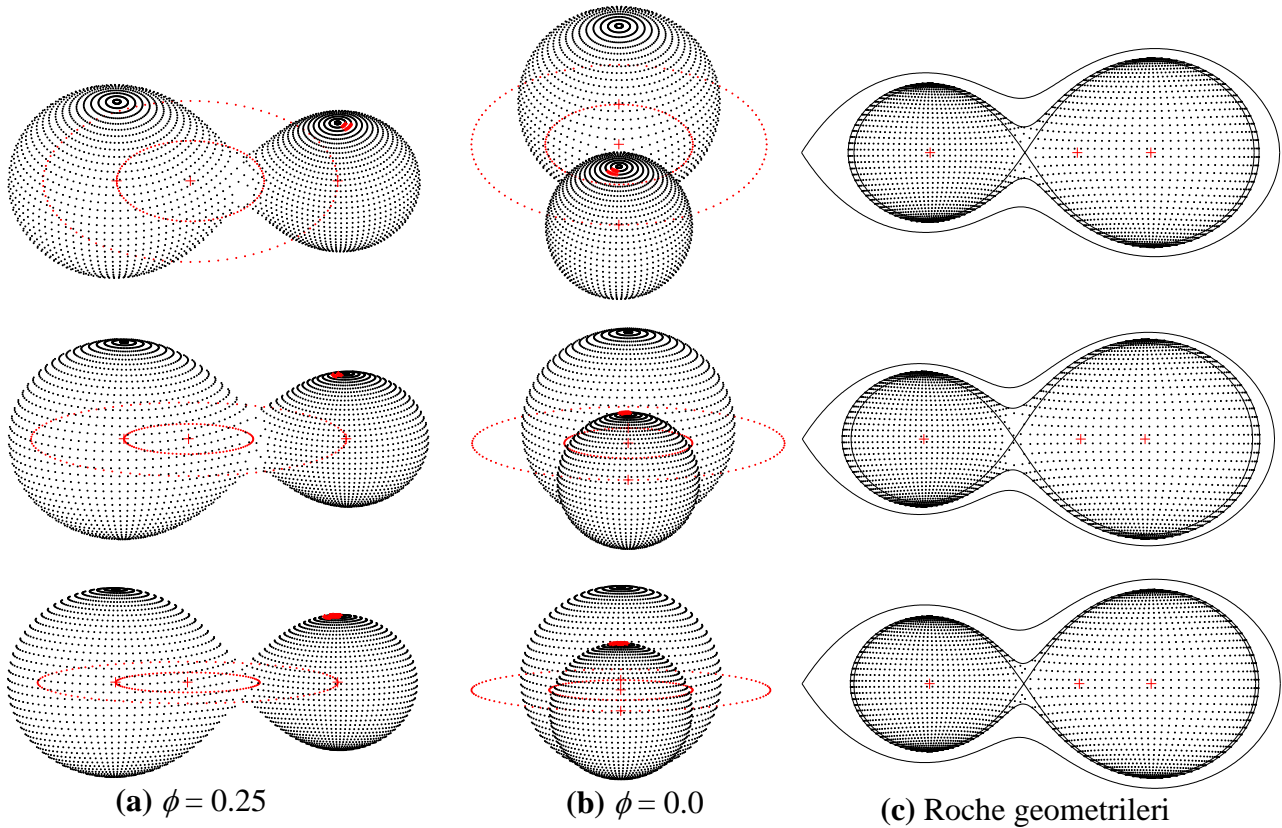 (a) ϕ = 0.25
(b) ϕ = 0.0
(c) Roche geometrileri